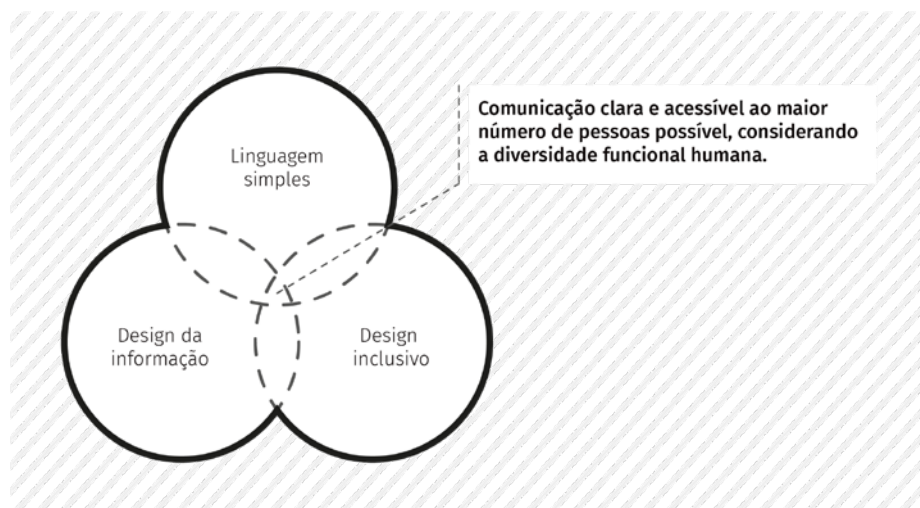 Linguagem
simples
Comunicação clara e acessível ao maior
número de pessoas possível, considerando
a diversidade funcional humana.
Design da
informação
Design
inclusivo